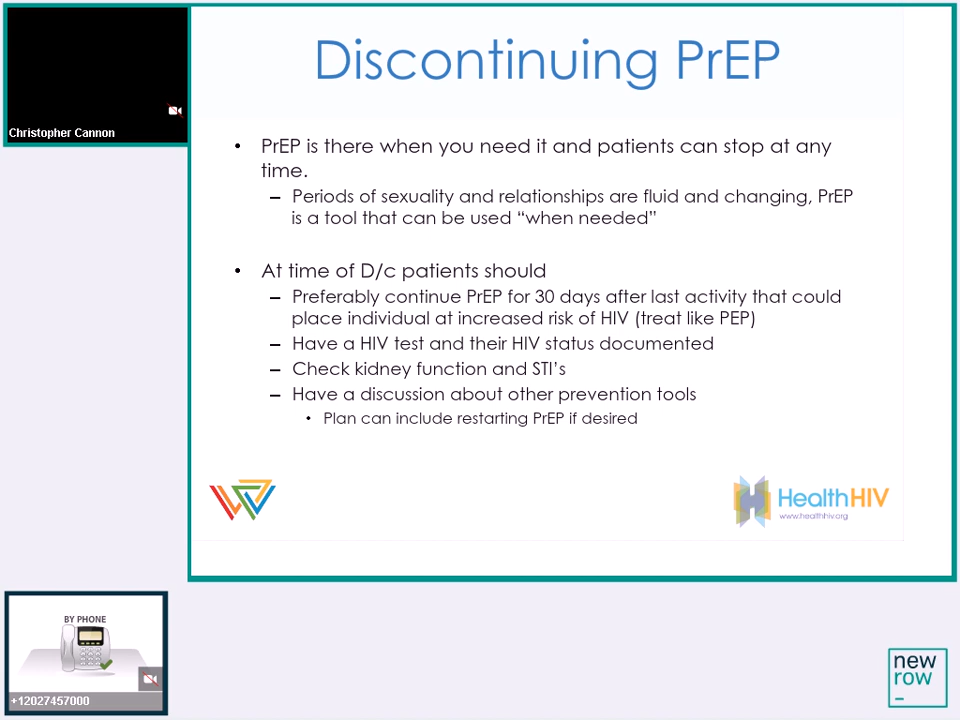 Christopher Cannon
Discontinuing PrEP
• PrEP is there when you need it and patients can stop at any
time.
– Periods of sexuality and relationships are fluid and changing, PrEP
is a tool that can be used “when needed”
• At time of D/c patients should
– Preferably continue PrEP for 30 days after last activity that could
place individual at increased risk of HIV (treat like PEP)
– Have a HIV test and their HIV status documented
– Check kidney function and STI’s
– Have a discussion about other prevention tools
• Plan can include restarting PrEP if desired
HealthHIV
www.healthhiv.org
BY PHONE
+12027457000
new
row